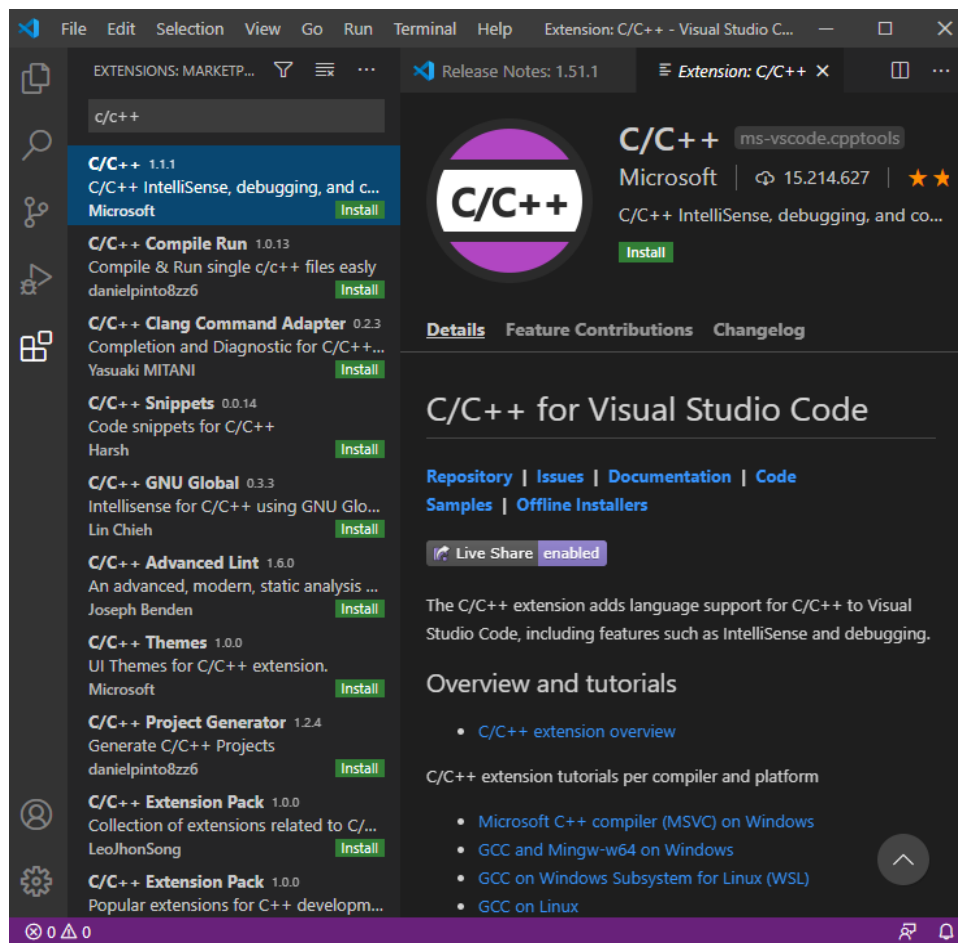 File Edit Selection View Go Run Terminal Help Extension: C/C++ - Visual Studio C...
EXTENSIONS: MARKETP...
c/c++
C/C++ 1.1.1
C/C++ IntelliSense, debugging, and c...
Microsoft Install
C/C++ Compile Run 1.0.13
Compile & Run single c/c++ files easly
danielpinto8zz6 Install
C/C++ Clang Command Adapter 0.2.3
Completion and Diagnostic for C/C++...
Yasuaki MITANI Install
C/C++ Snippets 0.0.14
Code snippets for C/C++
Harsh Install
C/C++ GNU Global 0.3.3
Intellisense for C/C++ using GNU Glo...
Lin Chieh Install
C/C++ Advanced Lint 1.6.0
An advanced, modern, static analysis ...
Joseph Benden Install
C/C++ Themes 1.0.0
UI Themes for C/C++ extension.
Microsoft Install
C/C++ Project Generator 1.2.4
Generate C/C++ Projects
danielpinto8zz6 Install
C/C++ Extension Pack 1.0.0
Collection of extensions related to C/...
LeoJhonSong Install
C/C++ Extension Pack 1.0.0
Popular extensions for C++ developm...
Release Notes: 1.51.1 Extension: C/C++
C/C++
C/C++ ms-vscode.cpptools
Microsoft 15.214.627
C/C++ IntelliSense, debugging, and co...
Install
Details Feature Contributions Changelog
C/C++ for Visual Studio Code
Repository | Issues | Documentation | Code
Samples | Offline Installers
Live Share enabled
The C/C++ extension adds language support for C/C++ to Visual
Studio Code, including features such as IntelliSense and debugging.
Overview and tutorials
• C/C++ extension overview
C/C++ extension tutorials per compiler and platform
• Microsoft C++ compiler (MSVC) on Windows
• GCC and Mingw-w64 on Windows
• GCC on Windows Subsystem for Linux (WSL)
• GCC on Linux
0 0